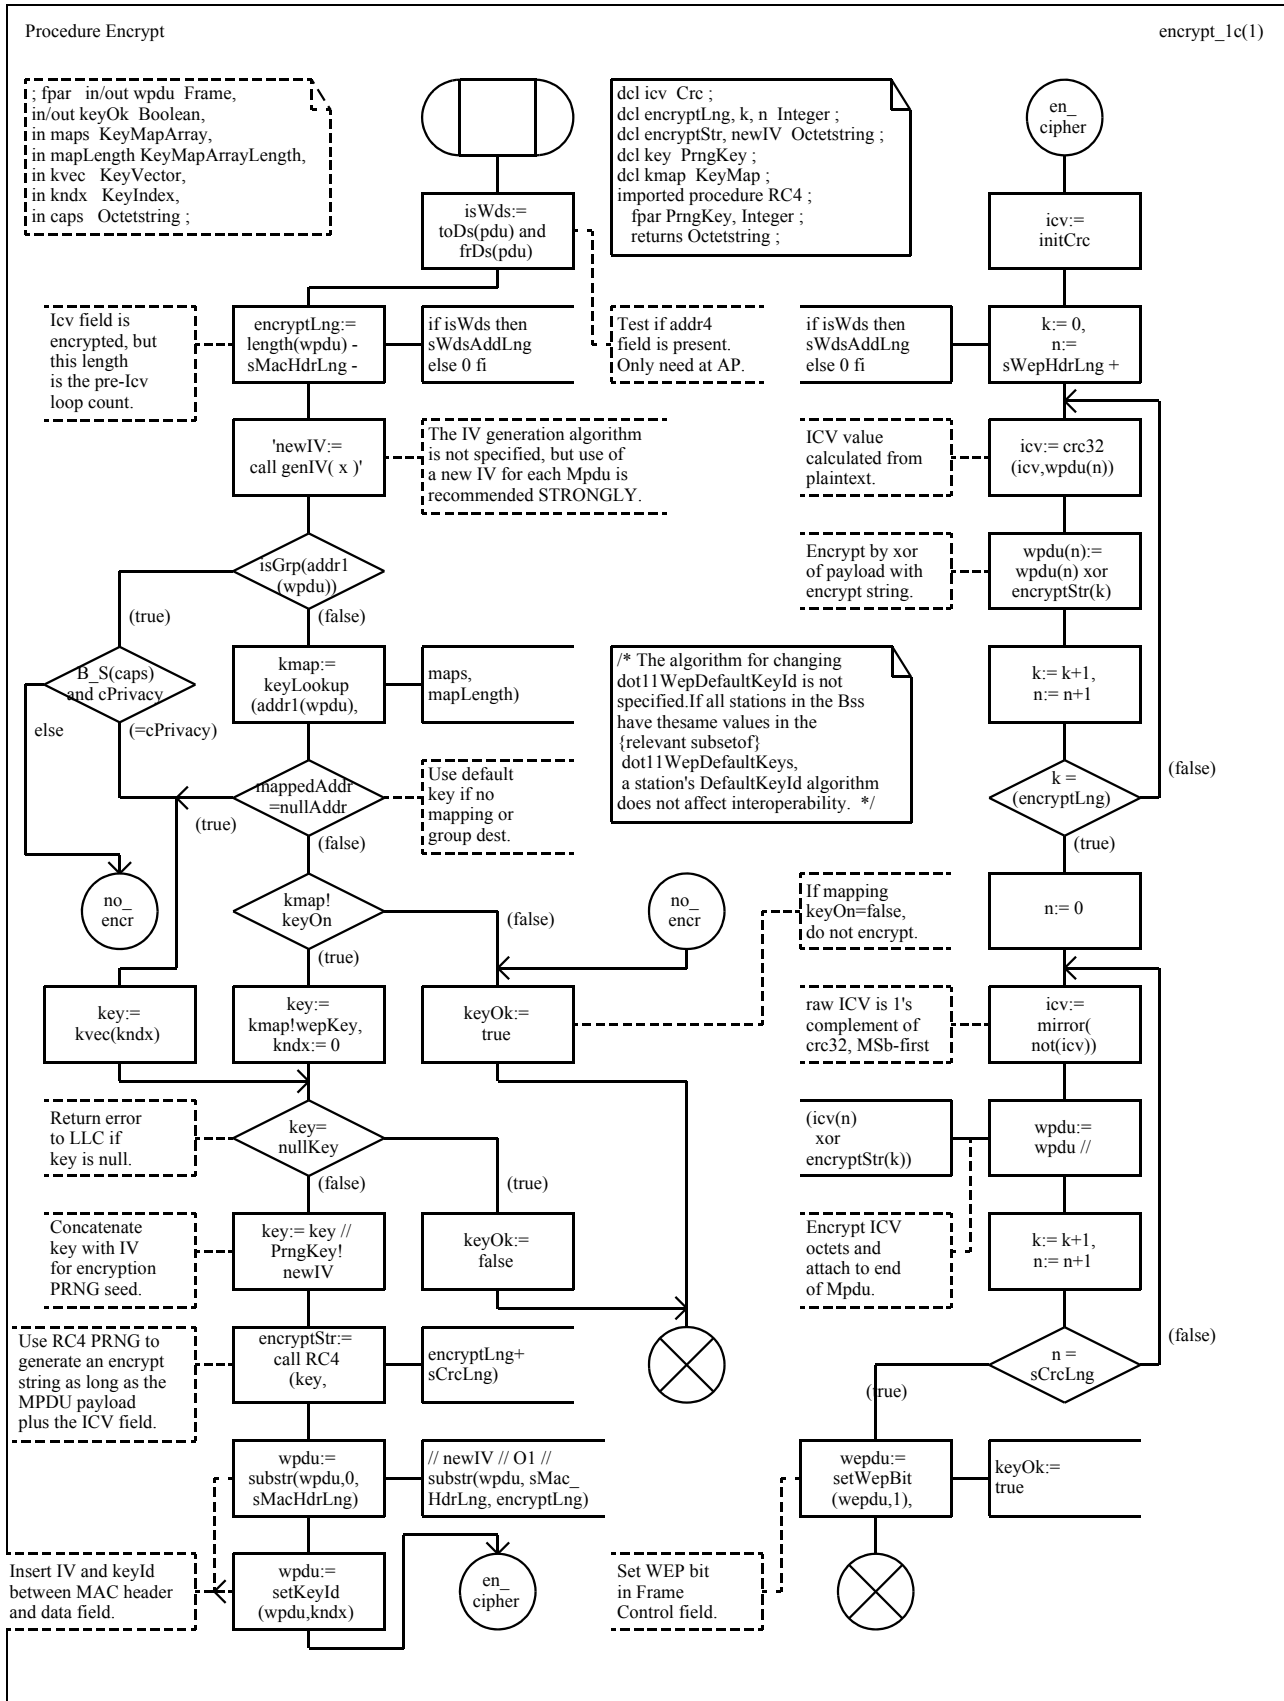 Procedure Encrypt
encrypt_1c(1)
; fpar in/out wpdu Frame,
in/out keyOk Boolean,
in maps KeyMapArray,
in mapLength KeyMapArrayLength,
in kvec KeyVector,
in kndx KeyIndex,
in caps Octetstring ;
dcl icv Crc ;
dcl encryptLng, k, n Integer ;
dcl encryptStr, newIV Octetstring ;
dcl key PrngKey ;
dcl kmap KeyMap ;
imported procedure RC4 ;
fpar PrngKey, Integer ;
returns Octetstring ;
isWds:=
toDs(pdu) and
frDs(pdu)
Test if addr4
field is present.
Only need at AP.
Icv field is
encrypted, but
this length
is the pre-Icv
loop count.
encryptLng:=
length(wpdu) -
sMacHdrLng -
if isWds then
sWdsAddLng
else 0 fi
'newIV:=
call genIV( x )'
The IV generation algorithm
is not specified, but use of
a new IV for each Mpdu is
recommended STRONGLY.
isGrp(addr1
(wpdu))
(true)
(false)
B_S(caps)
and cPrivacy
else
(=cPrivacy)
kmap:=
keyLookup
(addr1(wpdu),
maps,
mapLength)
/* The algorithm for changing
dot11WepDefaultKeyId is not
specified.If all stations in the Bss
have thesame values in the
{relevant subsetof}
dot11WepDefaultKeys,
a station's DefaultKeyId algorithm
does not affect interoperability. */
mappedAddr
=nullAddr
(true)
(false)
Use default
key if no
mapping or
group dest.
no_
encr
kmap!
keyOn
(false)
(true)
no_
encr
If mapping
keyOn=false,
do not encrypt.
key:=
kvec(kndx)
key:=
kmap!wepKey,
kndx:= 0
keyOk:=
true
Return error
to LLC if
key is null.
key=
nullKey
(false)
(true)
Concatenate
key with IV
for encryption
PRNG seed.
key:= key //
PrngKey!
newIV
keyOk:=
false
Use RC4 PRNG to
generate an encrypt
string as long as the
MPDU payload
plus the ICV field.
encryptStr:=
call RC4
(key,
encryptLng+
sCrcLng)
wpdu:=
substr(wpdu,0,
sMacHdrLng)
// newIV // O1 //
substr(wpdu, sMac_
HdrLng, encryptLng)
Insert IV and keyId
between MAC header
and data field.
wpdu:=
setKeyId
(wpdu,kndx)
en_
cipher
en_
cipher
icv:=
initCrc
if isWds then
sWdsAddLng
else 0 fi
k:= 0,
n:=
sWepHdrLng +
ICV value
calculated from
plaintext.
icv:= crc32
(icv,wpdu(n))
Encrypt by xor
of payload with
encrypt string.
wpdu(n):=
wpdu(n) xor
encryptStr(k)
k:= k+1,
n:= n+1
k =
(encryptLng)
(false)
(true)
n:= 0
raw ICV is 1's
complement of
crc32, MSb-first
icv:=
mirror(
not(icv))
(icv(n)
xor
encryptStr(k))
wpdu:=
wpdu //
Encrypt ICV
octets and
attach to end
of Mpdu.
k:= k+1,
n:= n+1
n =
sCrcLng
(false)
(true)
wepdu:=
setWepBit
(wepdu,1),
keyOk:=
true
Set WEP bit
in Frame
Control field.